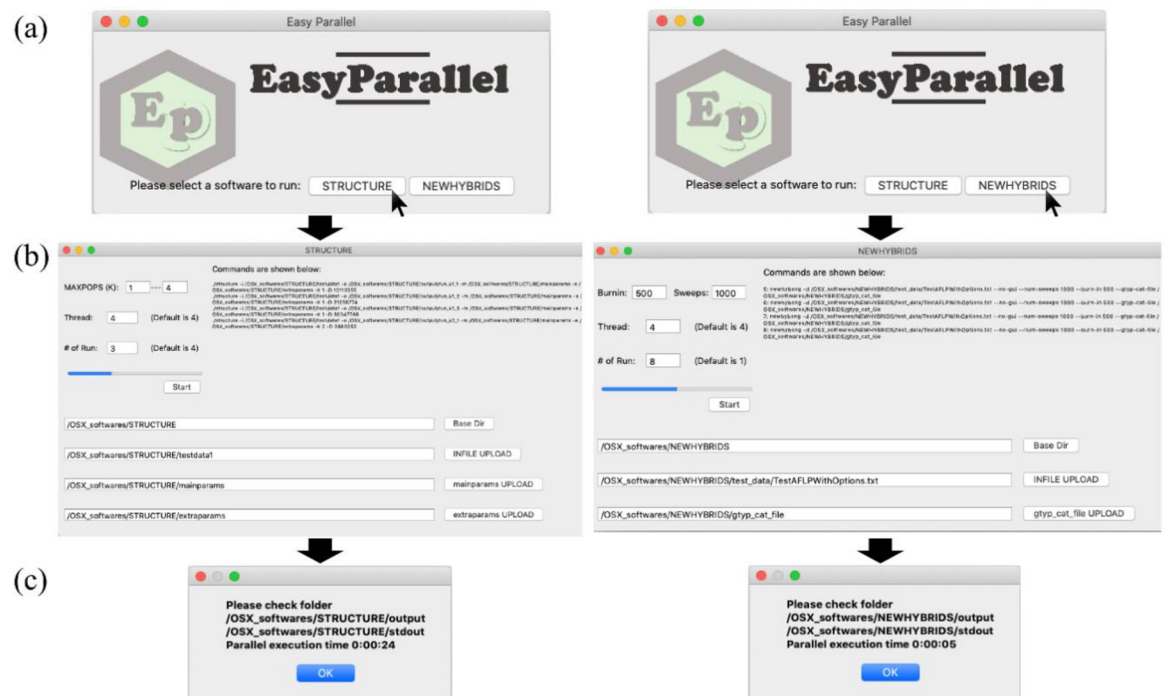 (a)
Easy Parallel
Ep
EasyParallel
Please select a software to run: STRUCTURE NEWHYBRIDS
Easy Parallel
Ep
EasyParallel
Please select a software to run: STRUCTURE NEWHYBRIDS
(b)
STRUCTURE
Commands are shown below:
MAXPOPS (K): 1 --- 4
Thread: 4 (Default is 4)
# of Run: 3 (Default is 4)
Start
/OSX_softwares/STRUCTURE Base Dir
/OSX_softwares/STRUCTURE/testdata1 INFILE UPLOAD
/OSX_softwares/STRUCTURE/mainparams mainparams UPLOAD
/OSX_softwares/STRUCTURE/extraparams extraparams UPLOAD
NEWHYBRIDS
Commands are shown below:
Burnin: 500 Sweeps: 1000
Thread: 4 (Default is 4)
# of Run: 8 (Default is 1)
Start
/OSX_softwares/NEWHYBRIDS Base Dir
/OSX_softwares/NEWHYBRIDS/test_data/TestAFLPWithOptions.txt INFILE UPLOAD
/OSX_softwares/NEWHYBRIDS/gtyp_cat_file gtyp_cat_file UPLOAD
(c)
Please check folder
/OSX_softwares/STRUCTURE/output
/OSX_softwares/STRUCTURE/stdout
Parallel execution time 0:00:24
OK
Please check folder
/OSX_softwares/NEWHYBRIDS/output
/OSX_softwares/NEWHYBRIDS/stdout
Parallel execution time 0:00:05
OK